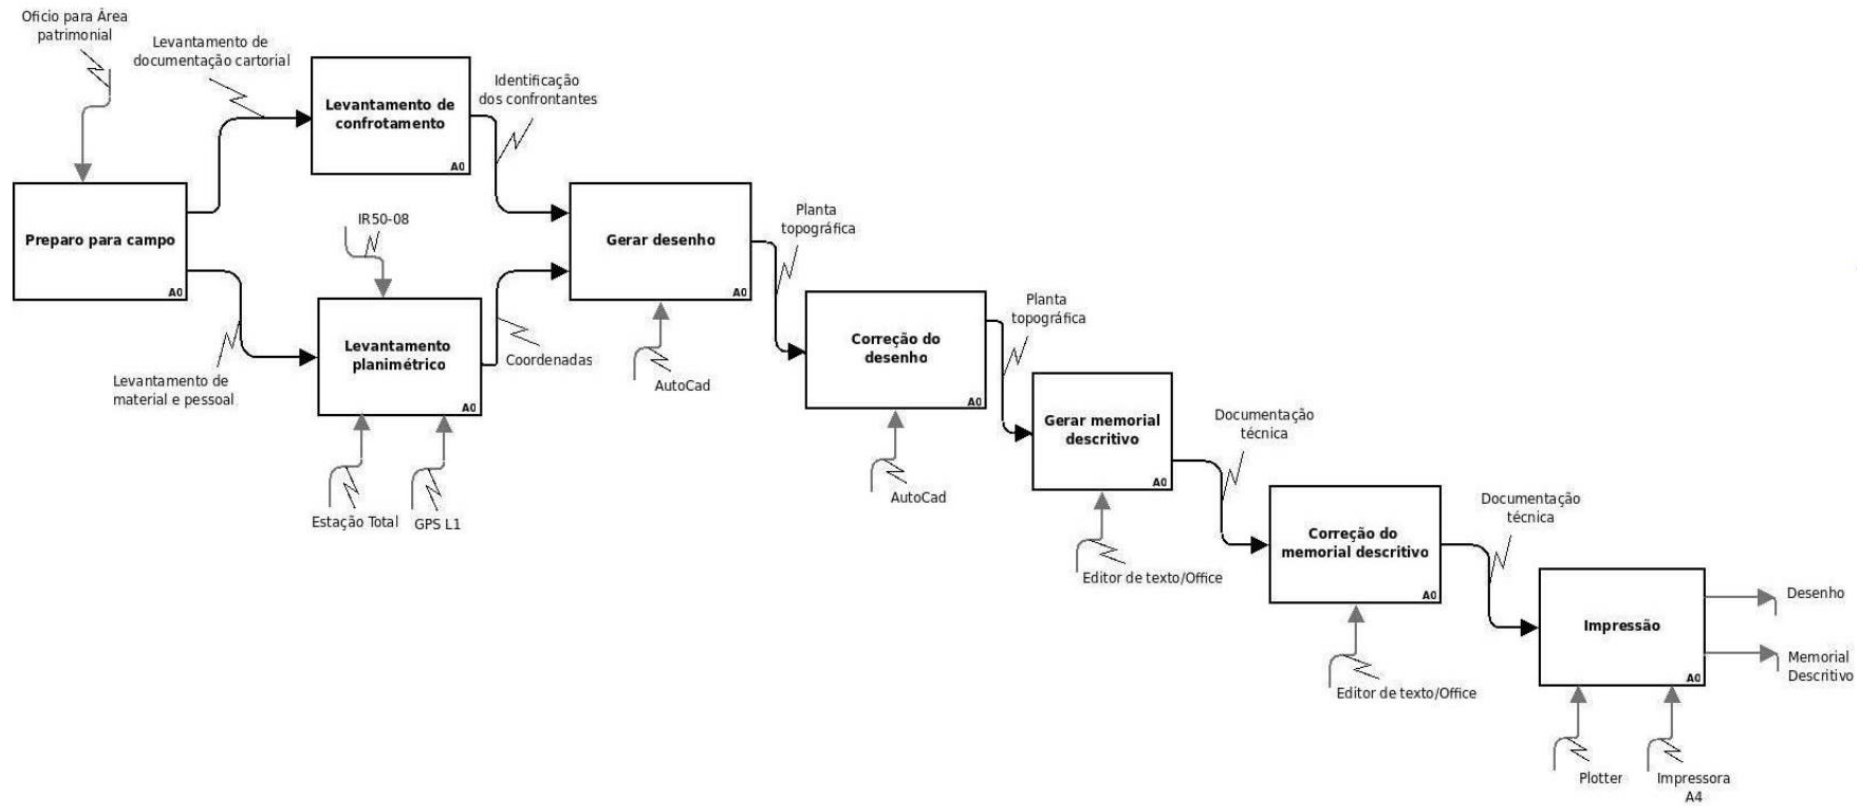 Oficio para Àrea
patrimonial
Levantamento de
documentação cartorial
Levantamento de
confrotamento
A0
Identificação
dos confrontantes
Preparo para campo
A0
IR50-08
Levantamento
planimétrico
A0
Levantamento de
material e pessoal
Estação Total
GPS L1
Coordenadas
Gerar desenho
A0
AutoCad
Planta
topográfica
Correção do
desenho
A0
AutoCad
Planta
topográfica
Gerar memorial
descritivo
A0
Editor de texto/Office
Documentação
técnica
Correção do
memorial descritivo
A0
Editor de texto/Office
Documentação
técnica
Impressão
A0
Desenho
Memorial
Descritivo
Plotter
Impressora
A4